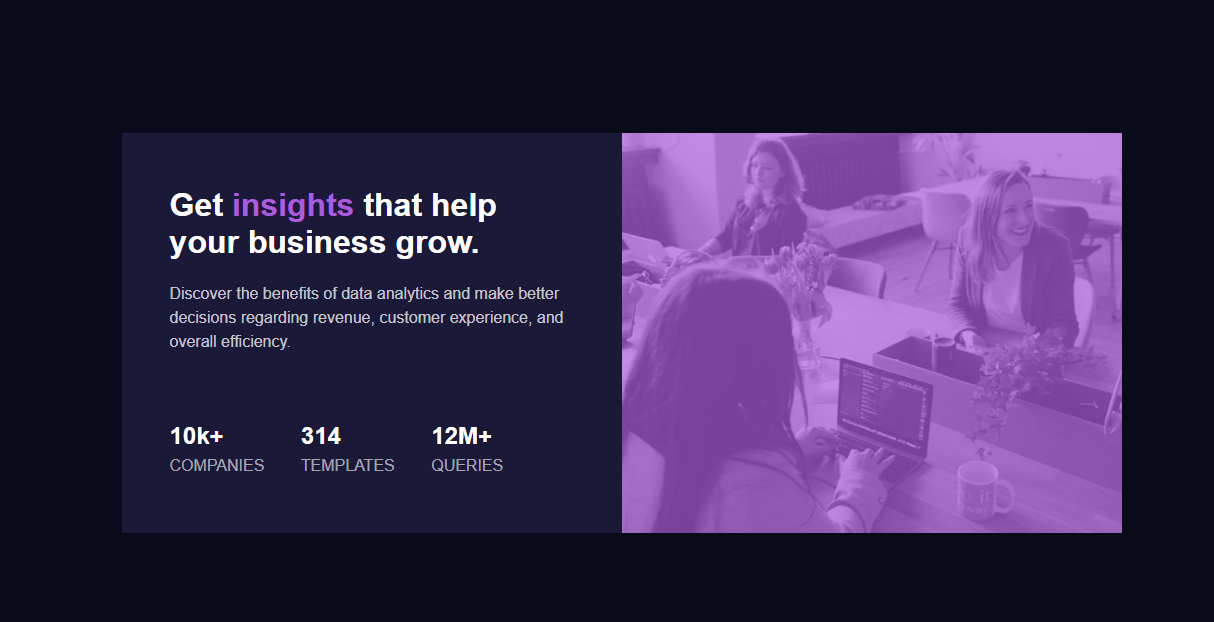 Get insights that help
your business grow.
Discover the benefits of data analytics and make better
decisions regarding revenue, customer experience, and
overall efficiency.
10k+ 314 12M+
COMPANIES TEMPLATES QUERIES